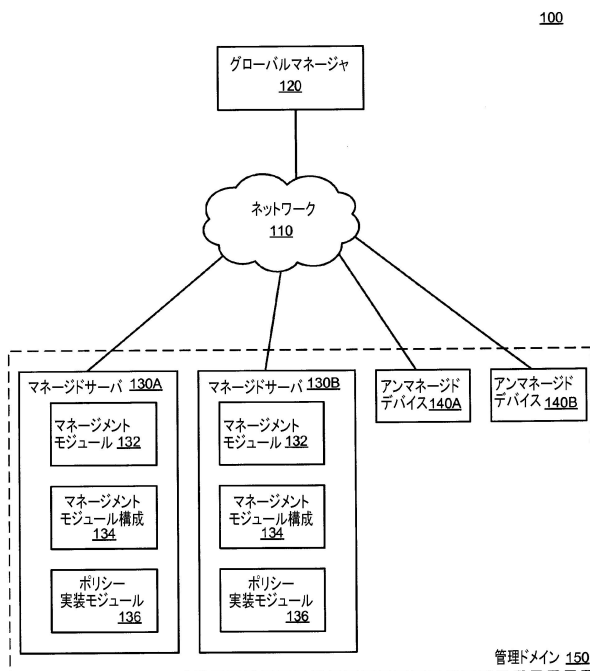 100
グローバルマネージャ
120
ネットワーク
110
マネージドサーバ 130A
マネージメント
モジュール 132
マネージメント
モジュール構成
134
ポリシー
実装モジュール
136
マネージドサーバ 130B
マネージメント
モジュール 132
マネージメント
モジュール構成
134
ポリシー
実装モジュール
136
アンマネージド
デバイス 140A
アンマネージド
デバイス 140B
管理ドメイン 150